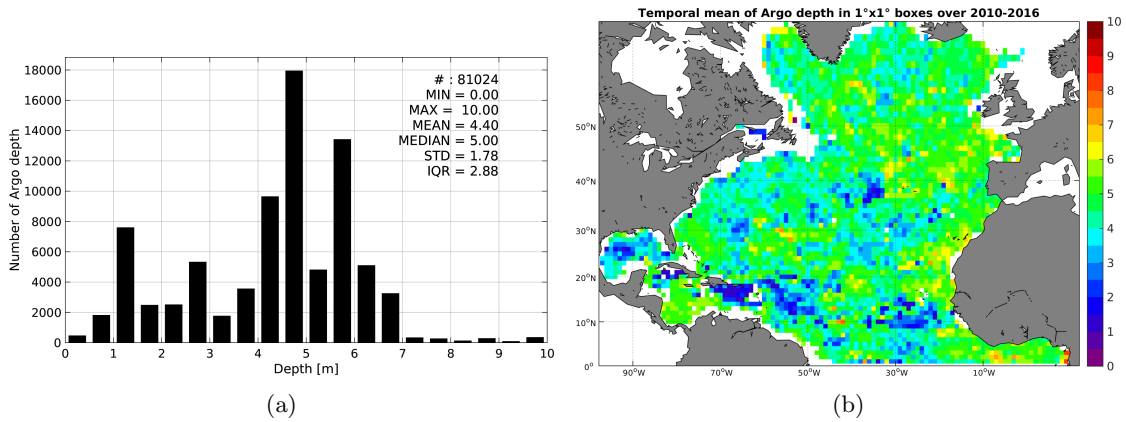 Temporal mean of Argo depth in 1°x1° boxes over 2010-2016
18000
16000
14000
12000
10000
8000
6000
4000
2000
0
Number of Argo depth
# : 81024
MIN = 0.00
MAX = 10.00
MEAN = 4.40
MEDIAN = 5.00
STD = 1.78
IQR = 2.88
0 1 2 3 4 5 6 7 8 9 10
Depth [m]
(a)
50°N
40°N
30°N
20°N
10°N
0°
90°W 70°W 50°W 30°W 10°W
10
9
8
7
6
5
4
3
2
1
0
(b)